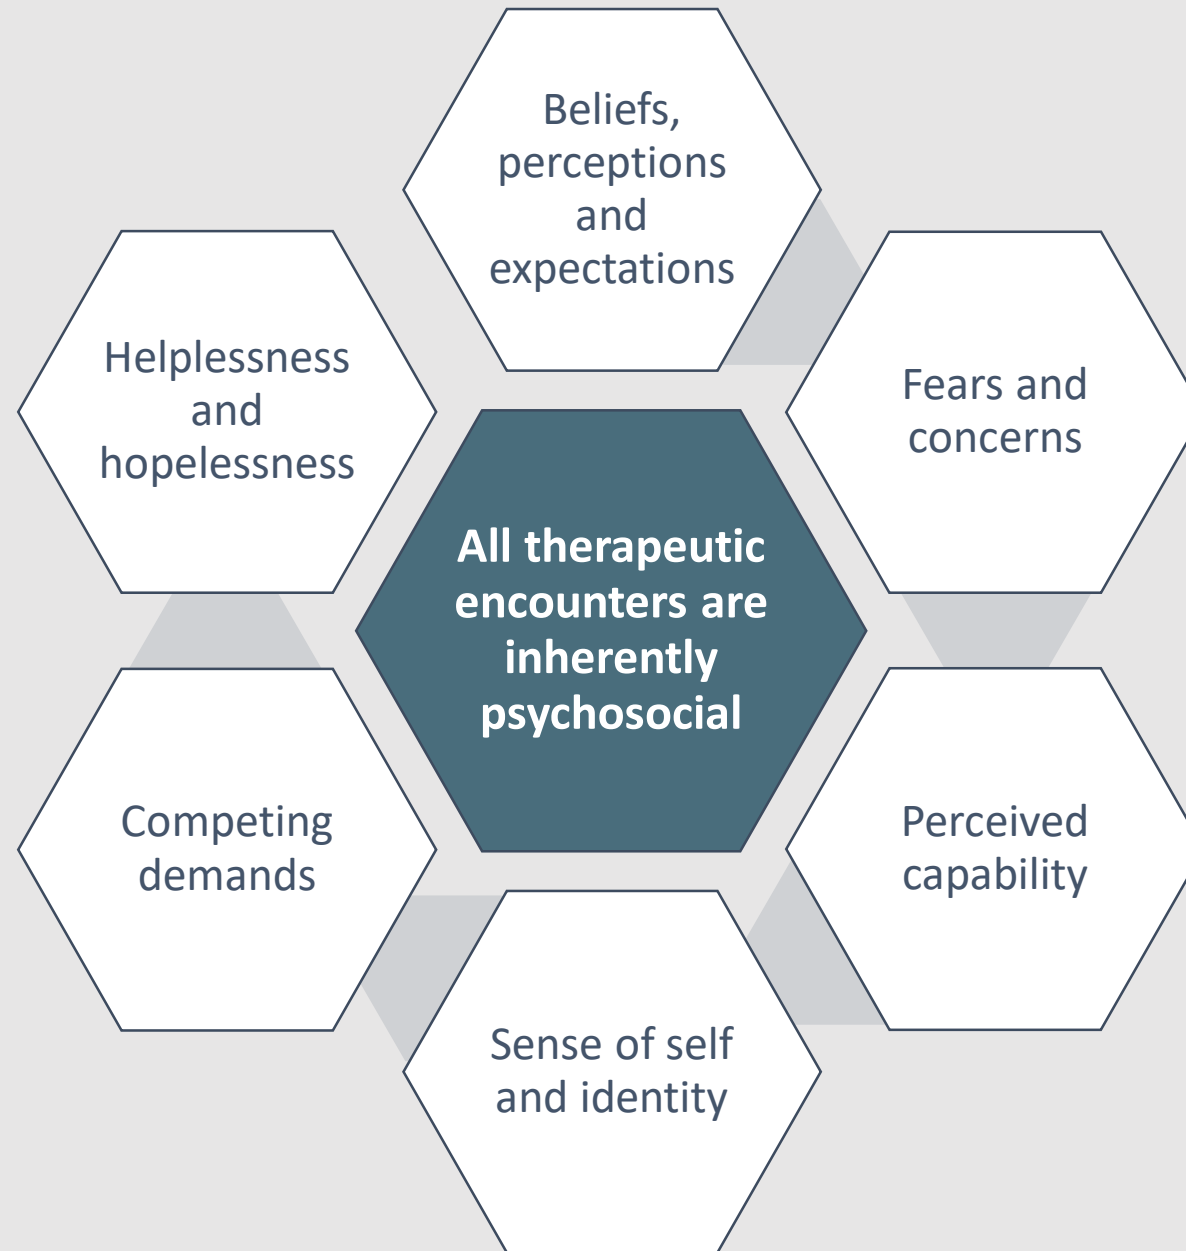 Beliefs,
perceptions
and
expectations
Fears and
concerns
Perceived
capability
Sense of self
and identity
Competing
demands
Helplessness
and
hopelessness
All therapeutic
encounters are
inherently
psychosocial